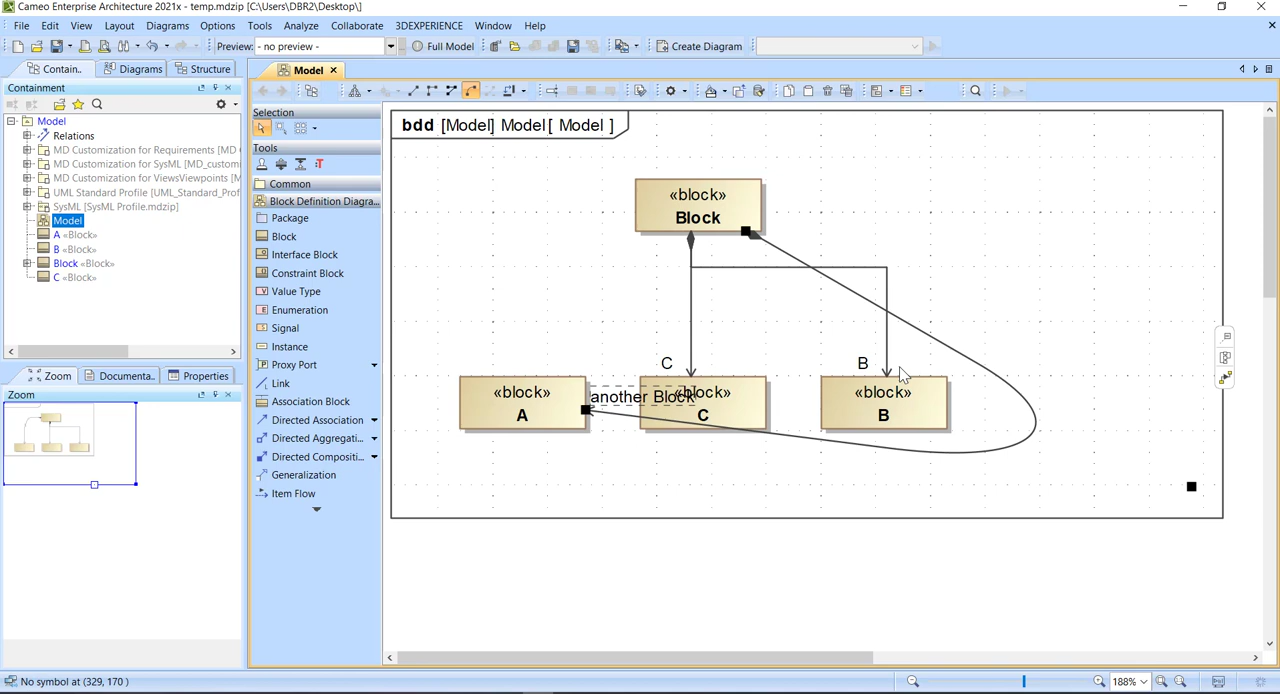 Cameo Enterprise Architecture 2021x - temp.mdzip [C:\Users\DBR2\Desktop\]
File Edit View Layout Diagrams Options Tools Analyze Collaborate 3DEXPERIENCE Window Help
Preview: - no preview - Full Model Create Diagram
Contain.. Diagrams Structure
Containment
Model
Relations
MD Customization for Requirements [MD
MD Customization for SysML [MD_customi
MD Customization for ViewsViewpoints [M
UML Standard Profile [UML_Standard_Prof
SysML [SysML Profile.mdzip]
Model
A «Block»
B «Block»
Block «Block»
C «Block»
Zoom Documenta.. Properties
Zoom
Model
Selection
Tools
Common
Block Definition Diagra...
Package
Block
Interface Block
Constraint Block
Value Type
Enumeration
Signal
Instance
Proxy Port
Link
Association Block
Directed Association
Directed Aggregati...
Directed Compositi...
Generalization
Item Flow
bdd [Model] Model[ Model ]
«block»
Block
C
B
«block»
A
another Block
«block»
C
«block»
B
No symbol at (329, 170 )
188%